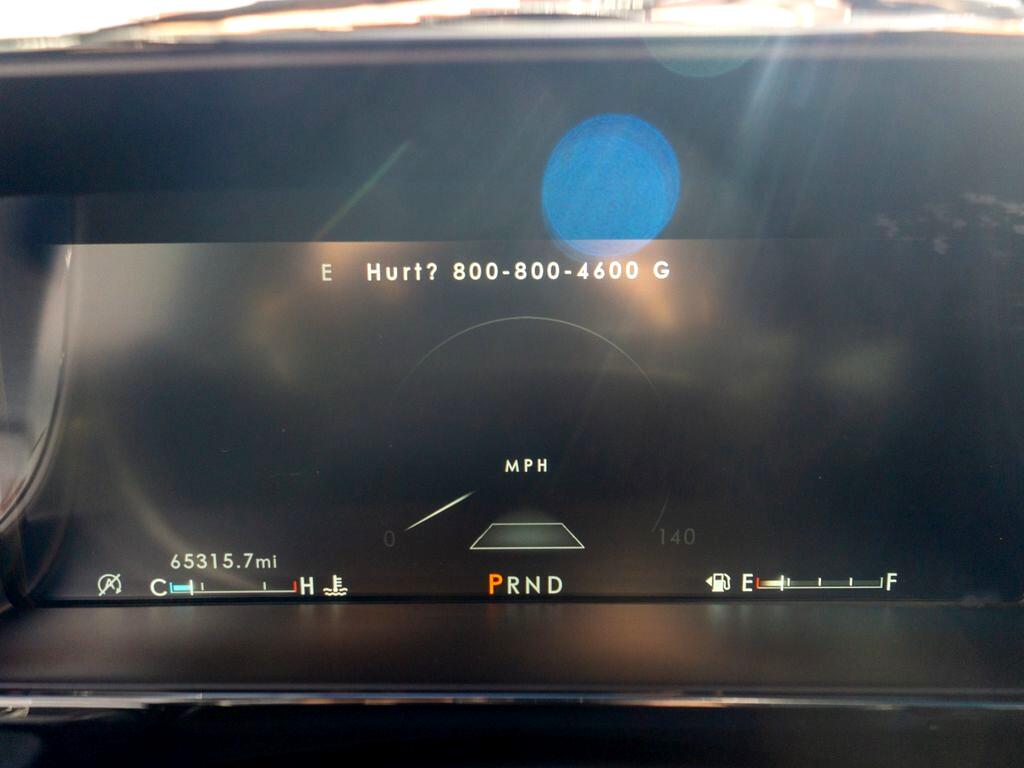 E Hurt? 800-800-4600 G
MPH
0 140
65315.7mi
C H PRND E F